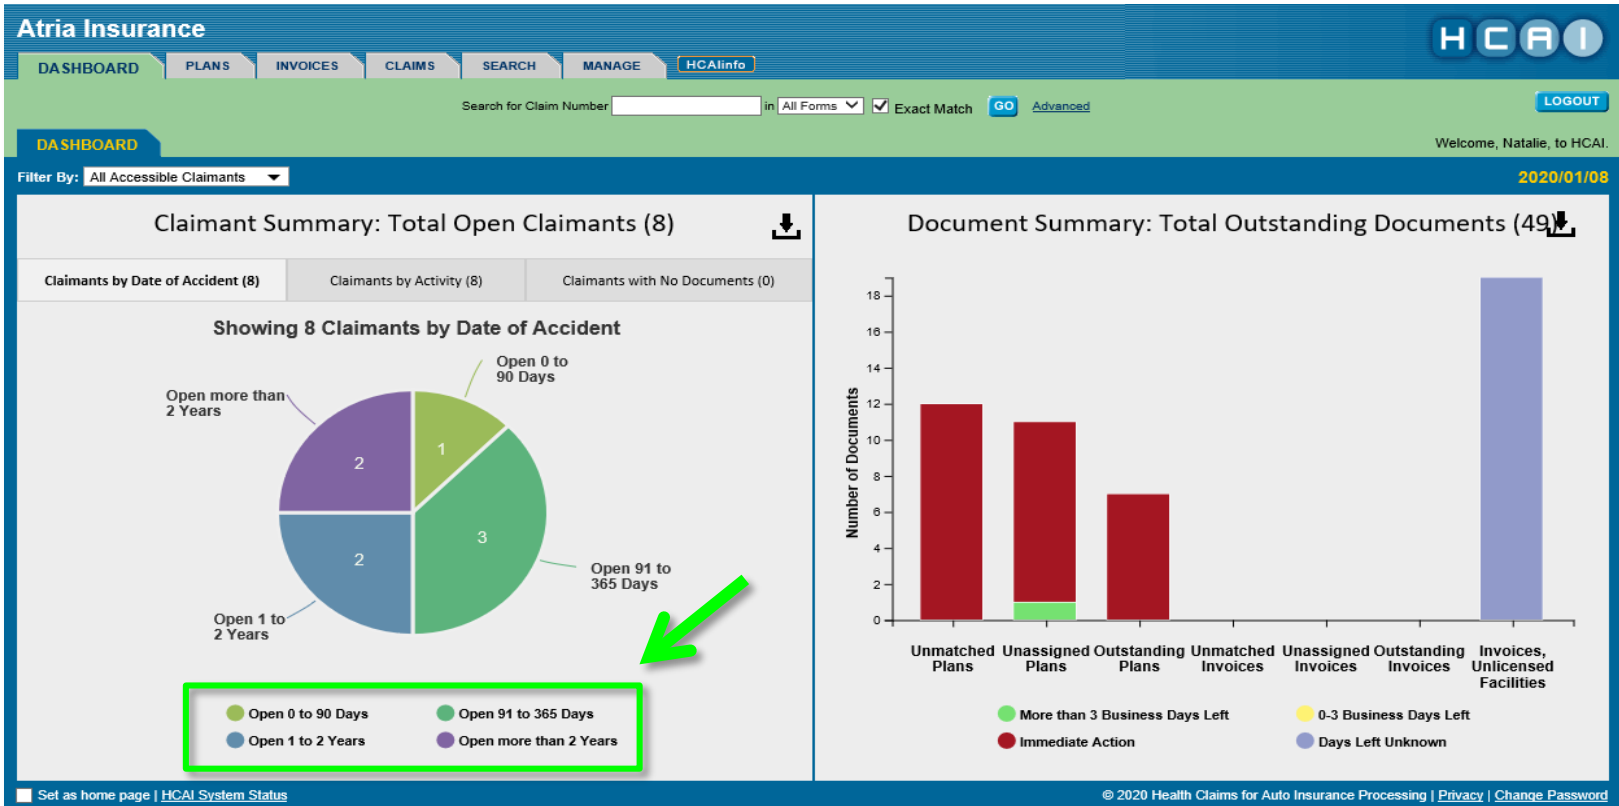 Atria Insurance
HCAI
DASHBOARD PLANS INVOICES CLAIMS SEARCH MANAGE HCAIinfo
Search for Claim Number in All Forms Exact Match GO Advanced
LOGOUT
DASHBOARD
Welcome, Natalie, to HCAI.
Filter By: All Accessible Claimants
2020/01/08
Claimant Summary: Total Open Claimants (8)
Claimants by Date of Accident (8) Claimants by Activity (8) Claimants with No Documents (0)
Showing 8 Claimants by Date of Accident
Open 0 to
90 Days
Open more than
2 Years
1
2
3
2
Open 91 to
365 Days
Open 1 to
2 Years
Open 0 to 90 Days Open 91 to 365 Days
Open 1 to 2 Years Open more than 2 Years
Document Summary: Total Outstanding Documents (49)
Number of Documents
18
16
14
12
10
8
6
4
2
0
Unmatched Plans
Unassigned Plans
Outstanding Plans
Unmatched Invoices
Unassigned Invoices
Outstanding Invoices
Invoices, Unlicensed Facilities
More than 3 Business Days Left 0-3 Business Days Left
Immediate Action Days Left Unknown
Set as home page | HCAI System Status
© 2020 Health Claims for Auto Insurance Processing | Privacy | Change Password